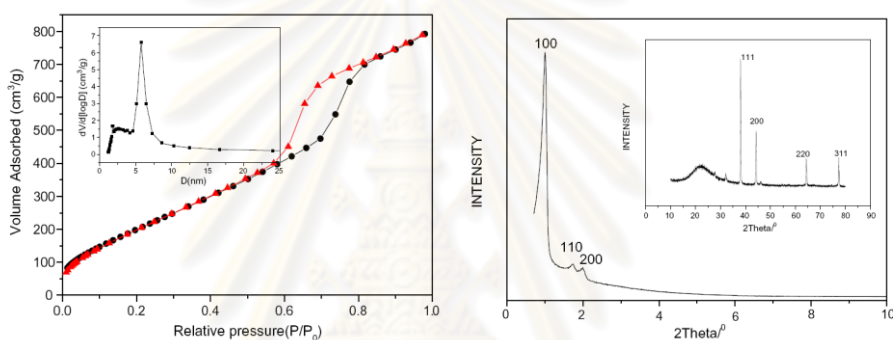 Volume Adsorbed (cm³/g)
800
700
600
500
400
300
200
100
0
0.0 0.2 0.4 0.6 0.8 1.0
Relative pressure(P/P₀)
dV/d[logD] (cm³/g)
7
6
5
4
3
2
1
0
0 5 10 15 20 25
D(nm)
INTENSITY
100
110
200
0 2 4 6 8 10
2Theta/⁰
INTENSITY
111
200
220
311
0 10 20 30 40 50 60 70 80 90
2Theta/⁰